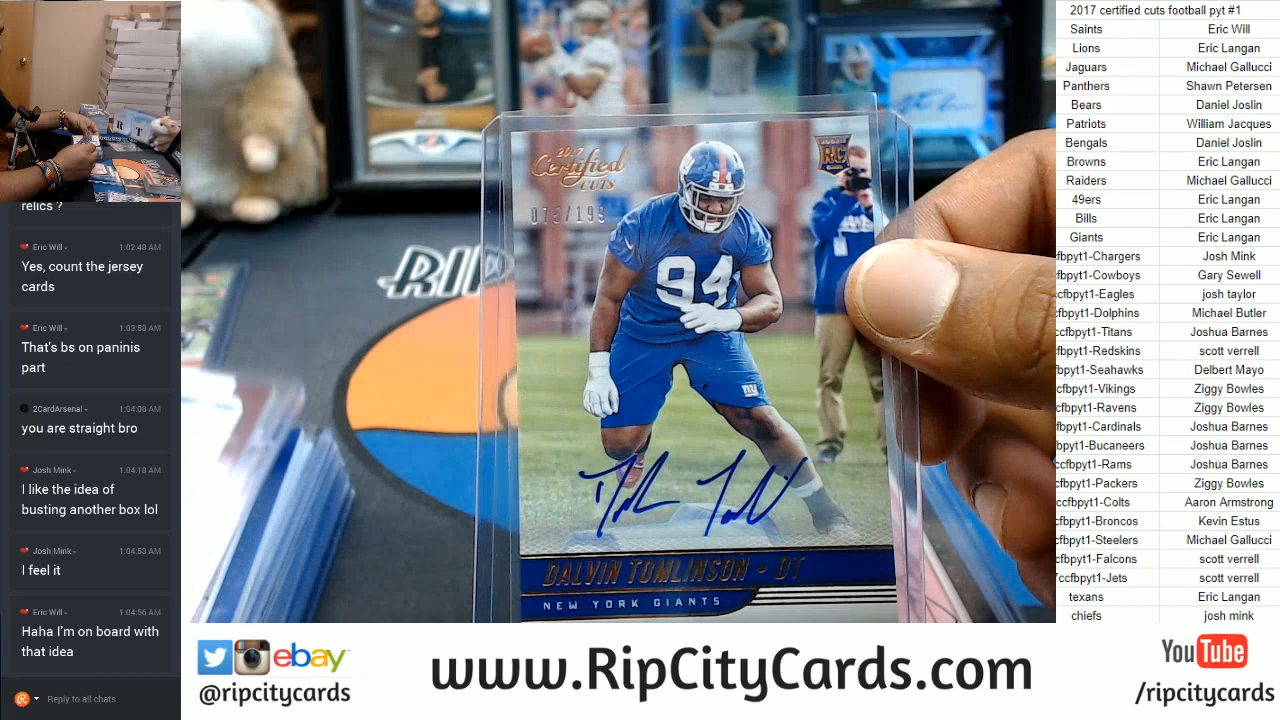 relics ?
Eric Will - 1:02:48 AM
Yes, count the jersey
cards
Eric Will - 1:03:58 AM
That's bs on paninis
part
2CardArsenal - 1:04:08 AM
you are straight bro
Josh Mink - 1:04:18 AM
I like the idea of
busting another box lol
Josh Mink - 1:04:53 AM
I feel it
Eric Will - 1:04:56 AM
Haha I'm on board with
that idea
Reply to all chats
2017
Certified
CUTS
RC
94
DALVIN TOMLINSON • DT
NEW YORK GIANTS
2017 certified cuts football pyt #1
Saints Eric Will
Lions Eric Langan
Jaguars Michael Gallucci
Panthers Shawn Petersen
Bears Daniel Joslin
Patriots William Jacques
Bengals Daniel Joslin
Browns Eric Langan
Raiders Michael Gallucci
49ers Eric Langan
Bills Eric Langan
Giants Eric Langan
cfbpyt1-Chargers Josh Mink
ccfbpyt1-Cowboys Gary Sewell
ccfbpyt1-Eagles josh taylor
cfbpyt1-Dolphins Michael Butler
ccfbpyt1-Titans Joshua Barnes
cfbpyt1-Redskins scott verrell
cfbpyt1-Seahawks Delbert Mayo
ccfbpyt1-Vikings Ziggy Bowles
ccfbpyt1-Ravens Ziggy Bowles
cfbpyt1-Cardinals Joshua Barnes
fbpyt1-Bucaneers Joshua Barnes
ccfbpyt1-Rams Joshua Barnes
cfbpyt1-Packers Ziggy Bowles
ccfbpyt1-Colts Aaron Armstrong
cfbpyt1-Broncos Kevin Estus
cfbpyt1-Steelers Michael Gallucci
cfbpyt1-Falcons scott verrell
ccfbpyt1-Jets scott verrell
texans Eric Langan
chiefs josh mink
ebay
@ripcitycards
www.RipCityCards.com
YouTube
/ripcitycards